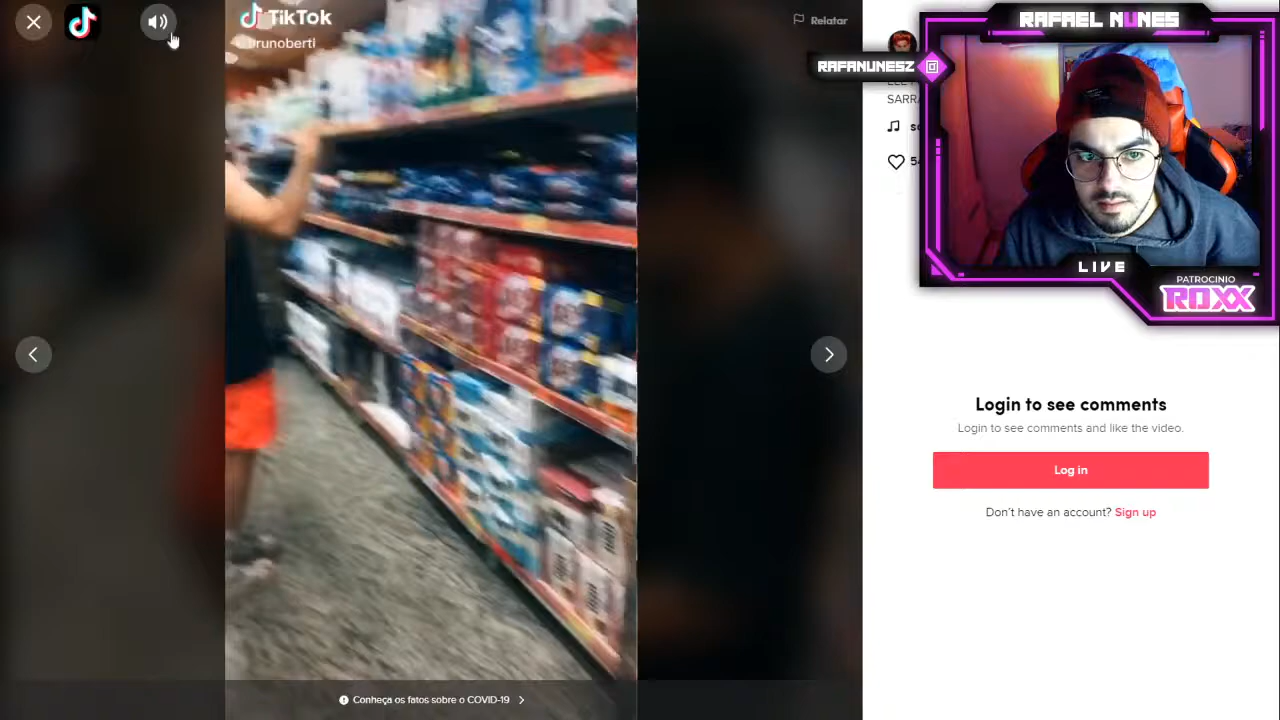 TikTok
brunoberti
Relatar
RAFAEL NUNES
RAFANUNESZ
SARRA
LIVE
PATROCINIO
ROXX
Login to see comments
Login to see comments and like the video.
Log in
Don't have an account? Sign up
Conheça os fatos sobre o COVID-19